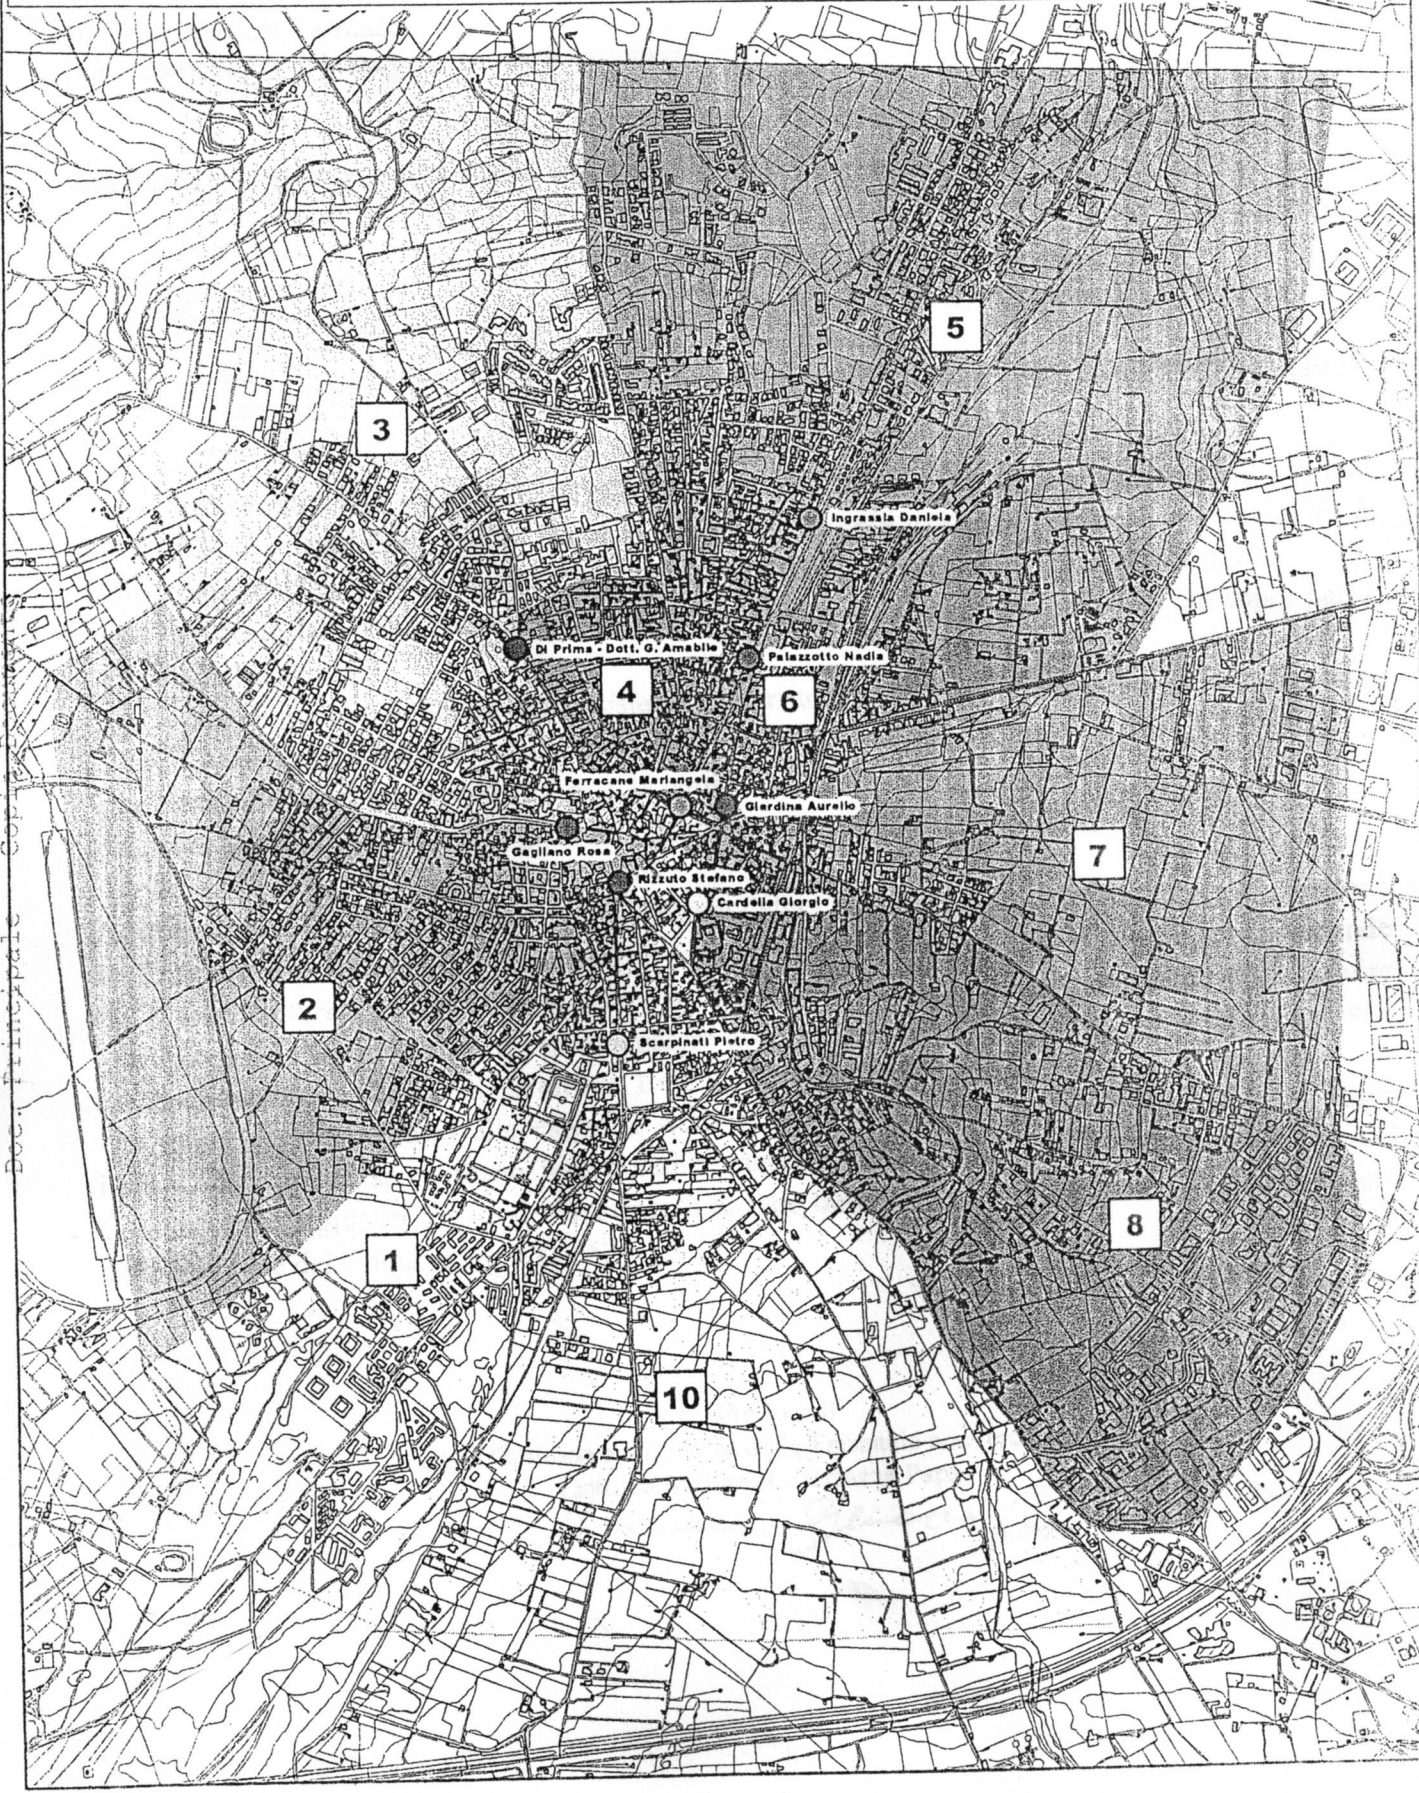 5
3
Ingrassia Daniela
Di Prima - Dott. G. Amabile
Palazzotto Nadia
4
6
Ferracane Mariangela
Giardina Aurelio
Gagliano Rosa
7
Rizzuto Stefano
Cardella Giorgio
2
Scarpinati Pietro
8
1
10
principale